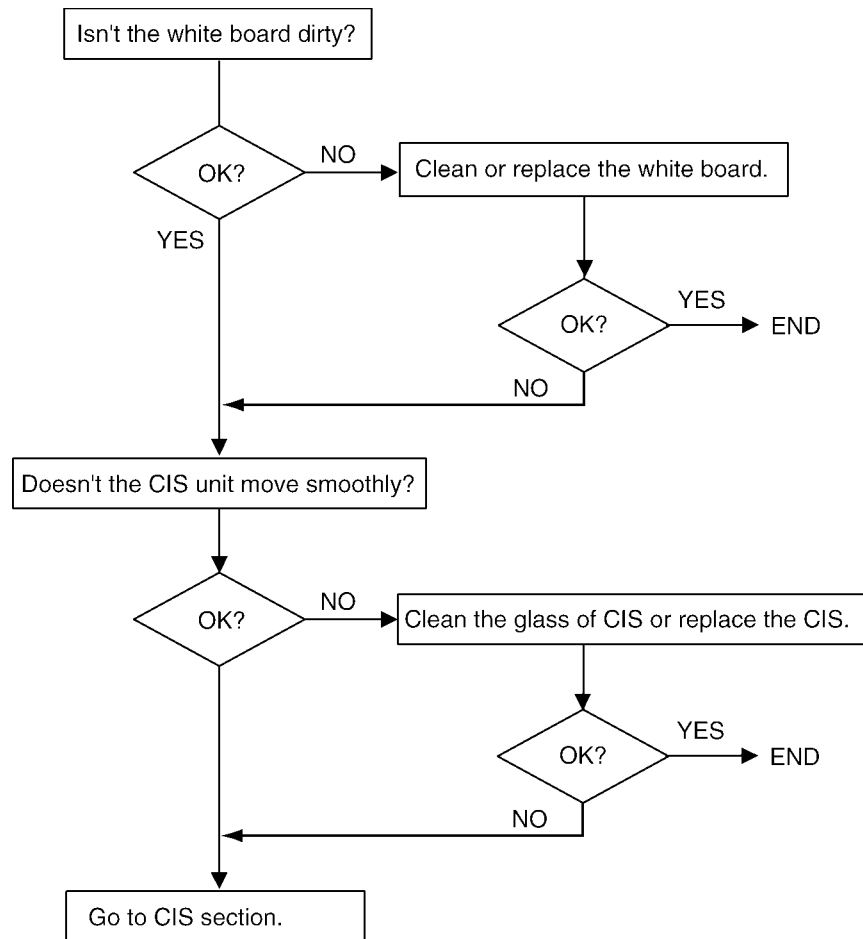 Isn't the white board dirty?
OK?
NO
Clean or replace the white board.
YES
OK?
YES
END
NO
Doesn't the CIS unit move smoothly?
OK?
NO
Clean the glass of CIS or replace the CIS.
OK?
YES
END
NO
Go to CIS section.